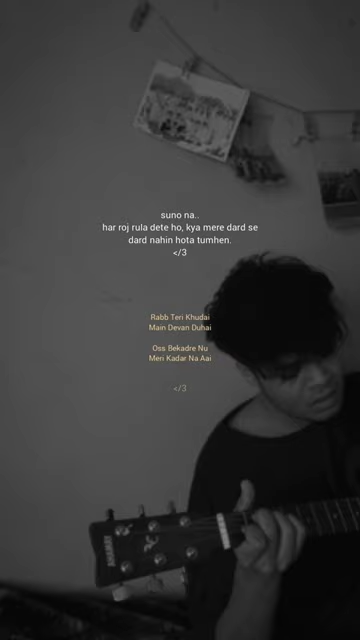 suno na..
har roj rula dete ho, kya mere dard se
dard nahin hota tumhen.
</3
Rabb Teri Khudai
Main Devan Duhai
Oss Bekadre Nu
Meri Kadar Na Aai
</3